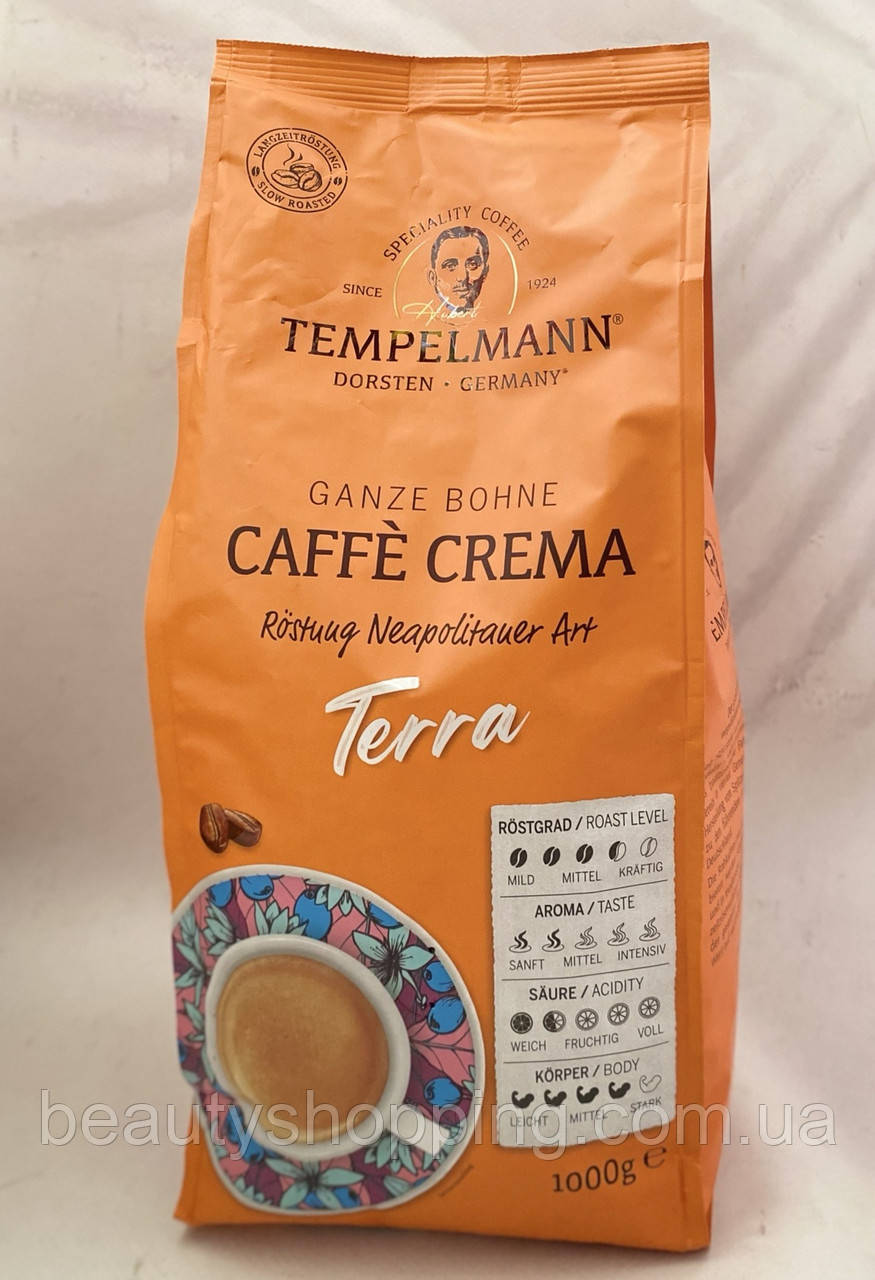 LANGZEITRÖSTUNG
SLOW ROASTED
SPECIALITY COFFEE
SINCE 1924
Hubert
TEMPELMANN®
DORSTEN · GERMANY®
GANZE BOHNE
CAFFÈ CREMA
Röstung Neapolitaner Art
Terra
RÖSTGRAD / ROAST LEVEL
MILD MITTEL KRÄFTIG
AROMA / TASTE
SANFT MITTEL INTENSIV
SÄURE / ACIDITY
WEICH FRUCHTIG VOLL
KÖRPER / BODY
LEICHT MITTEL STARK
beautyshopping.com.ua
1000g e